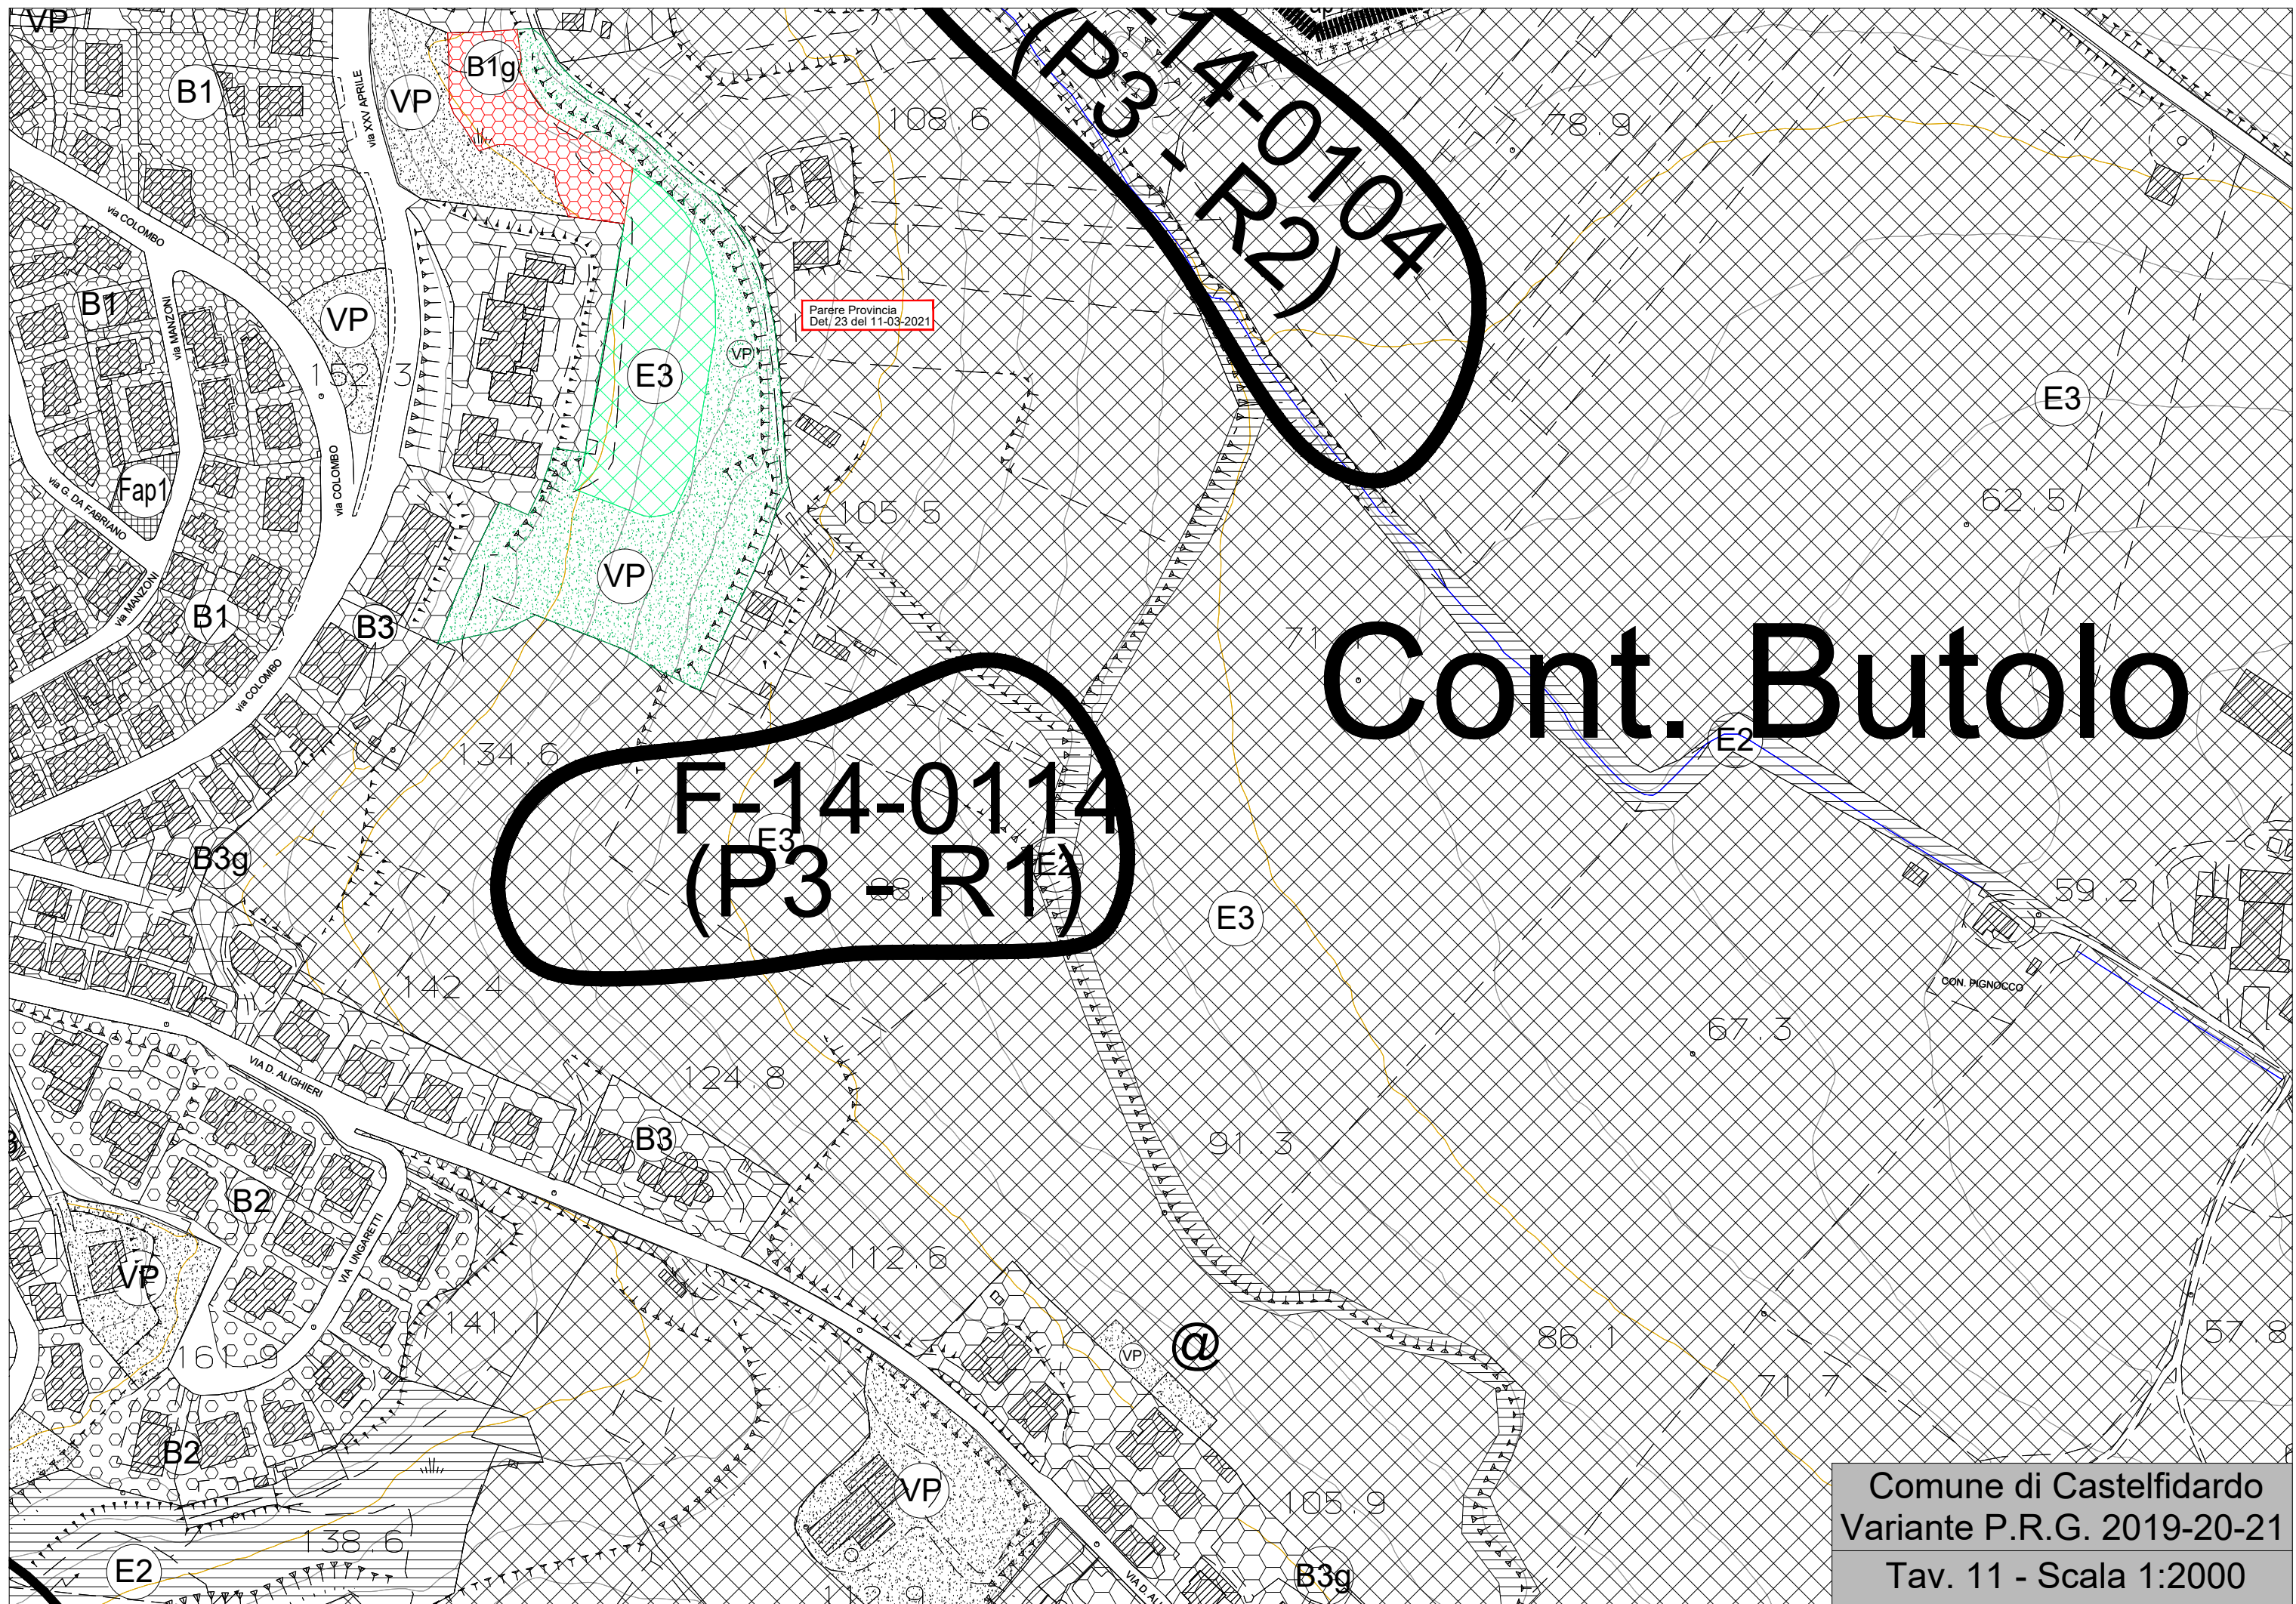 VP
B1
VP
B1g
via XXV APRILE
108.6
14-0104
(P3 - R2)
78.9
via COLOMBO
B1
via MANZONI
VP
152.3
Parere Provincia
Det. 23 del 11-03-2021
E3
VP
E3
via COLOMBO
Fap1
via G. DA FABRIANO
105.5
62.5
VP
via MANZONI
B1
B3
via COLOMBO
71.1
Cont. Butolo
E2
134.6
F-14-0114
(P3 - R1)
E3
E2
98
B3g
E3
59.2
CON. PIGNOCCO
142.4
67.3
VIA D. ALIGHIERI
124.8
B3
91.3
B2
VIA UNGARETTI
VP
112.6
141.1
161.9
VP
@
86.1
57.8
71.7
B2
VP
105.9
138.6
E2
B3g
112.9
Comune di Castelfidardo
Variante P.R.G. 2019-20-21
Tav. 11 - Scala 1:2000